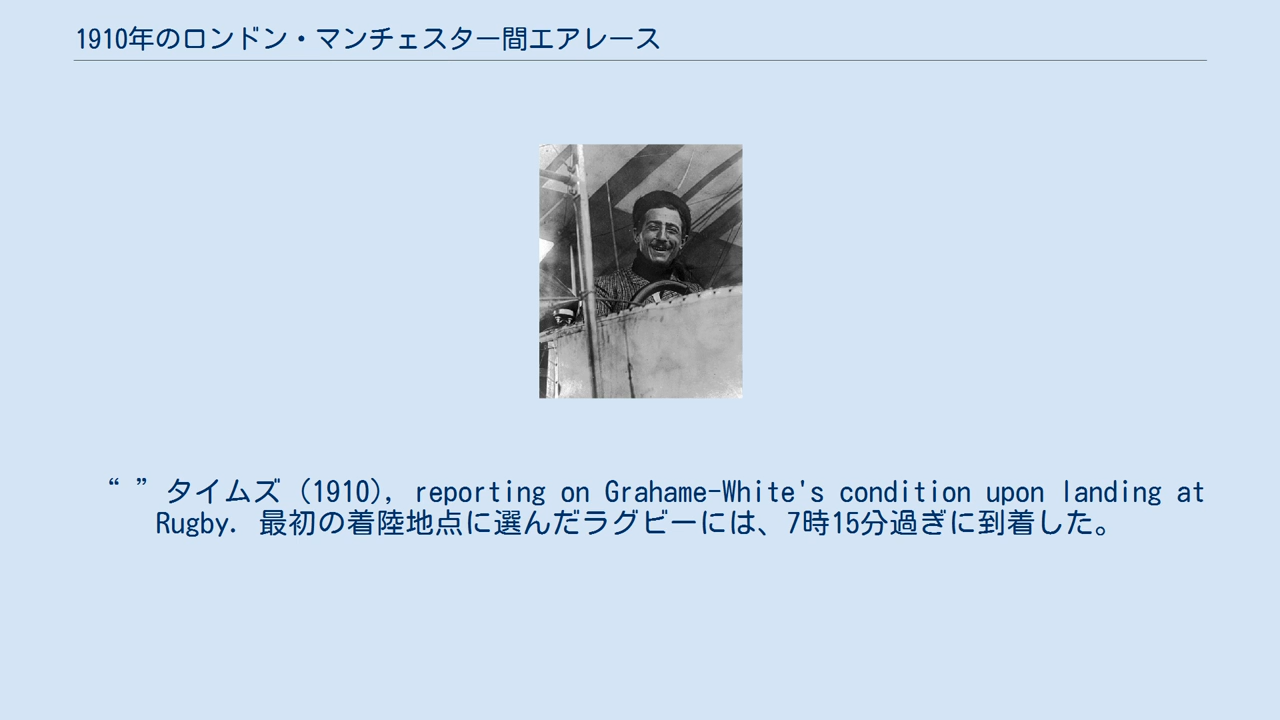 1910年のロンドン・マンチェスター間エアレース
“ ” タイムズ (1910), reporting on Grahame-White's condition upon landing at
Rugby. 最初の着陸地点に選んだラグビーには、7時15分過ぎに到着した。